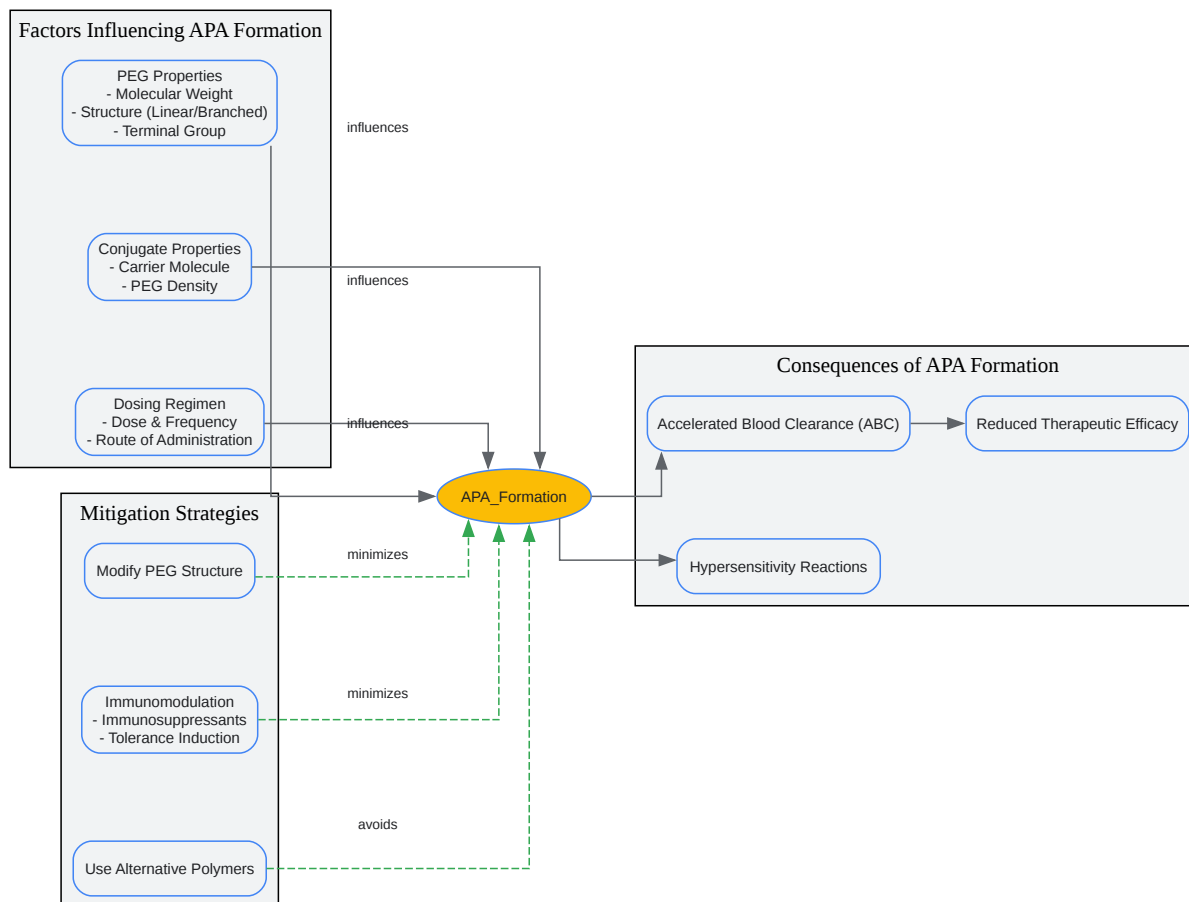 Factors Influencing APA Formation
PEG Properties
- Molecular Weight
- Structure (Linear/Branched)
- Terminal Group
influences
Conjugate Properties
- Carrier Molecule
- PEG Density
influences
Dosing Regimen
- Dose & Frequency
- Route of Administration
influences
APA_Formation
Consequences of APA Formation
Accelerated Blood Clearance (ABC)
Reduced Therapeutic Efficacy
Hypersensitivity Reactions
Mitigation Strategies
Modify PEG Structure
minimizes
Immunomodulation
- Immunosuppressants
- Tolerance Induction
minimizes
Use Alternative Polymers
avoids